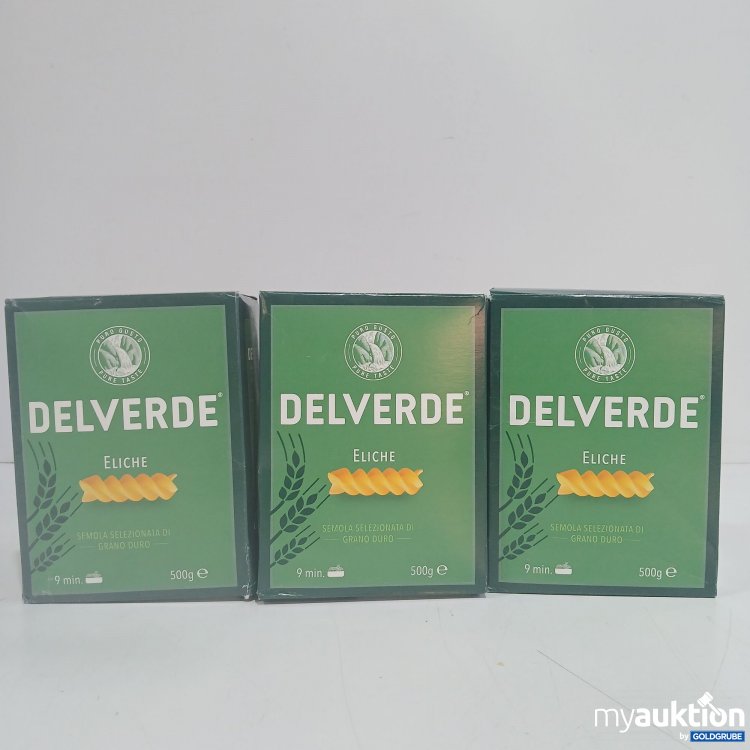 PURO GUSTO
PURE TASTE
DELVERDE®
ELICHE
SEMOLA SELEZIONATA DI
GRANO DURO
9 min.
500g ℮
PURO GUSTO
PURE TASTE
DELVERDE®
ELICHE
SEMOLA SELEZIONATA DI
GRANO DURO
9 min.
500g ℮
PURO GUSTO
PURE TASTE
DELVERDE®
ELICHE
SEMOLA SELEZIONATA DI
GRANO DURO
9 min.
500g ℮
myauktion
by GOLDGRUBE